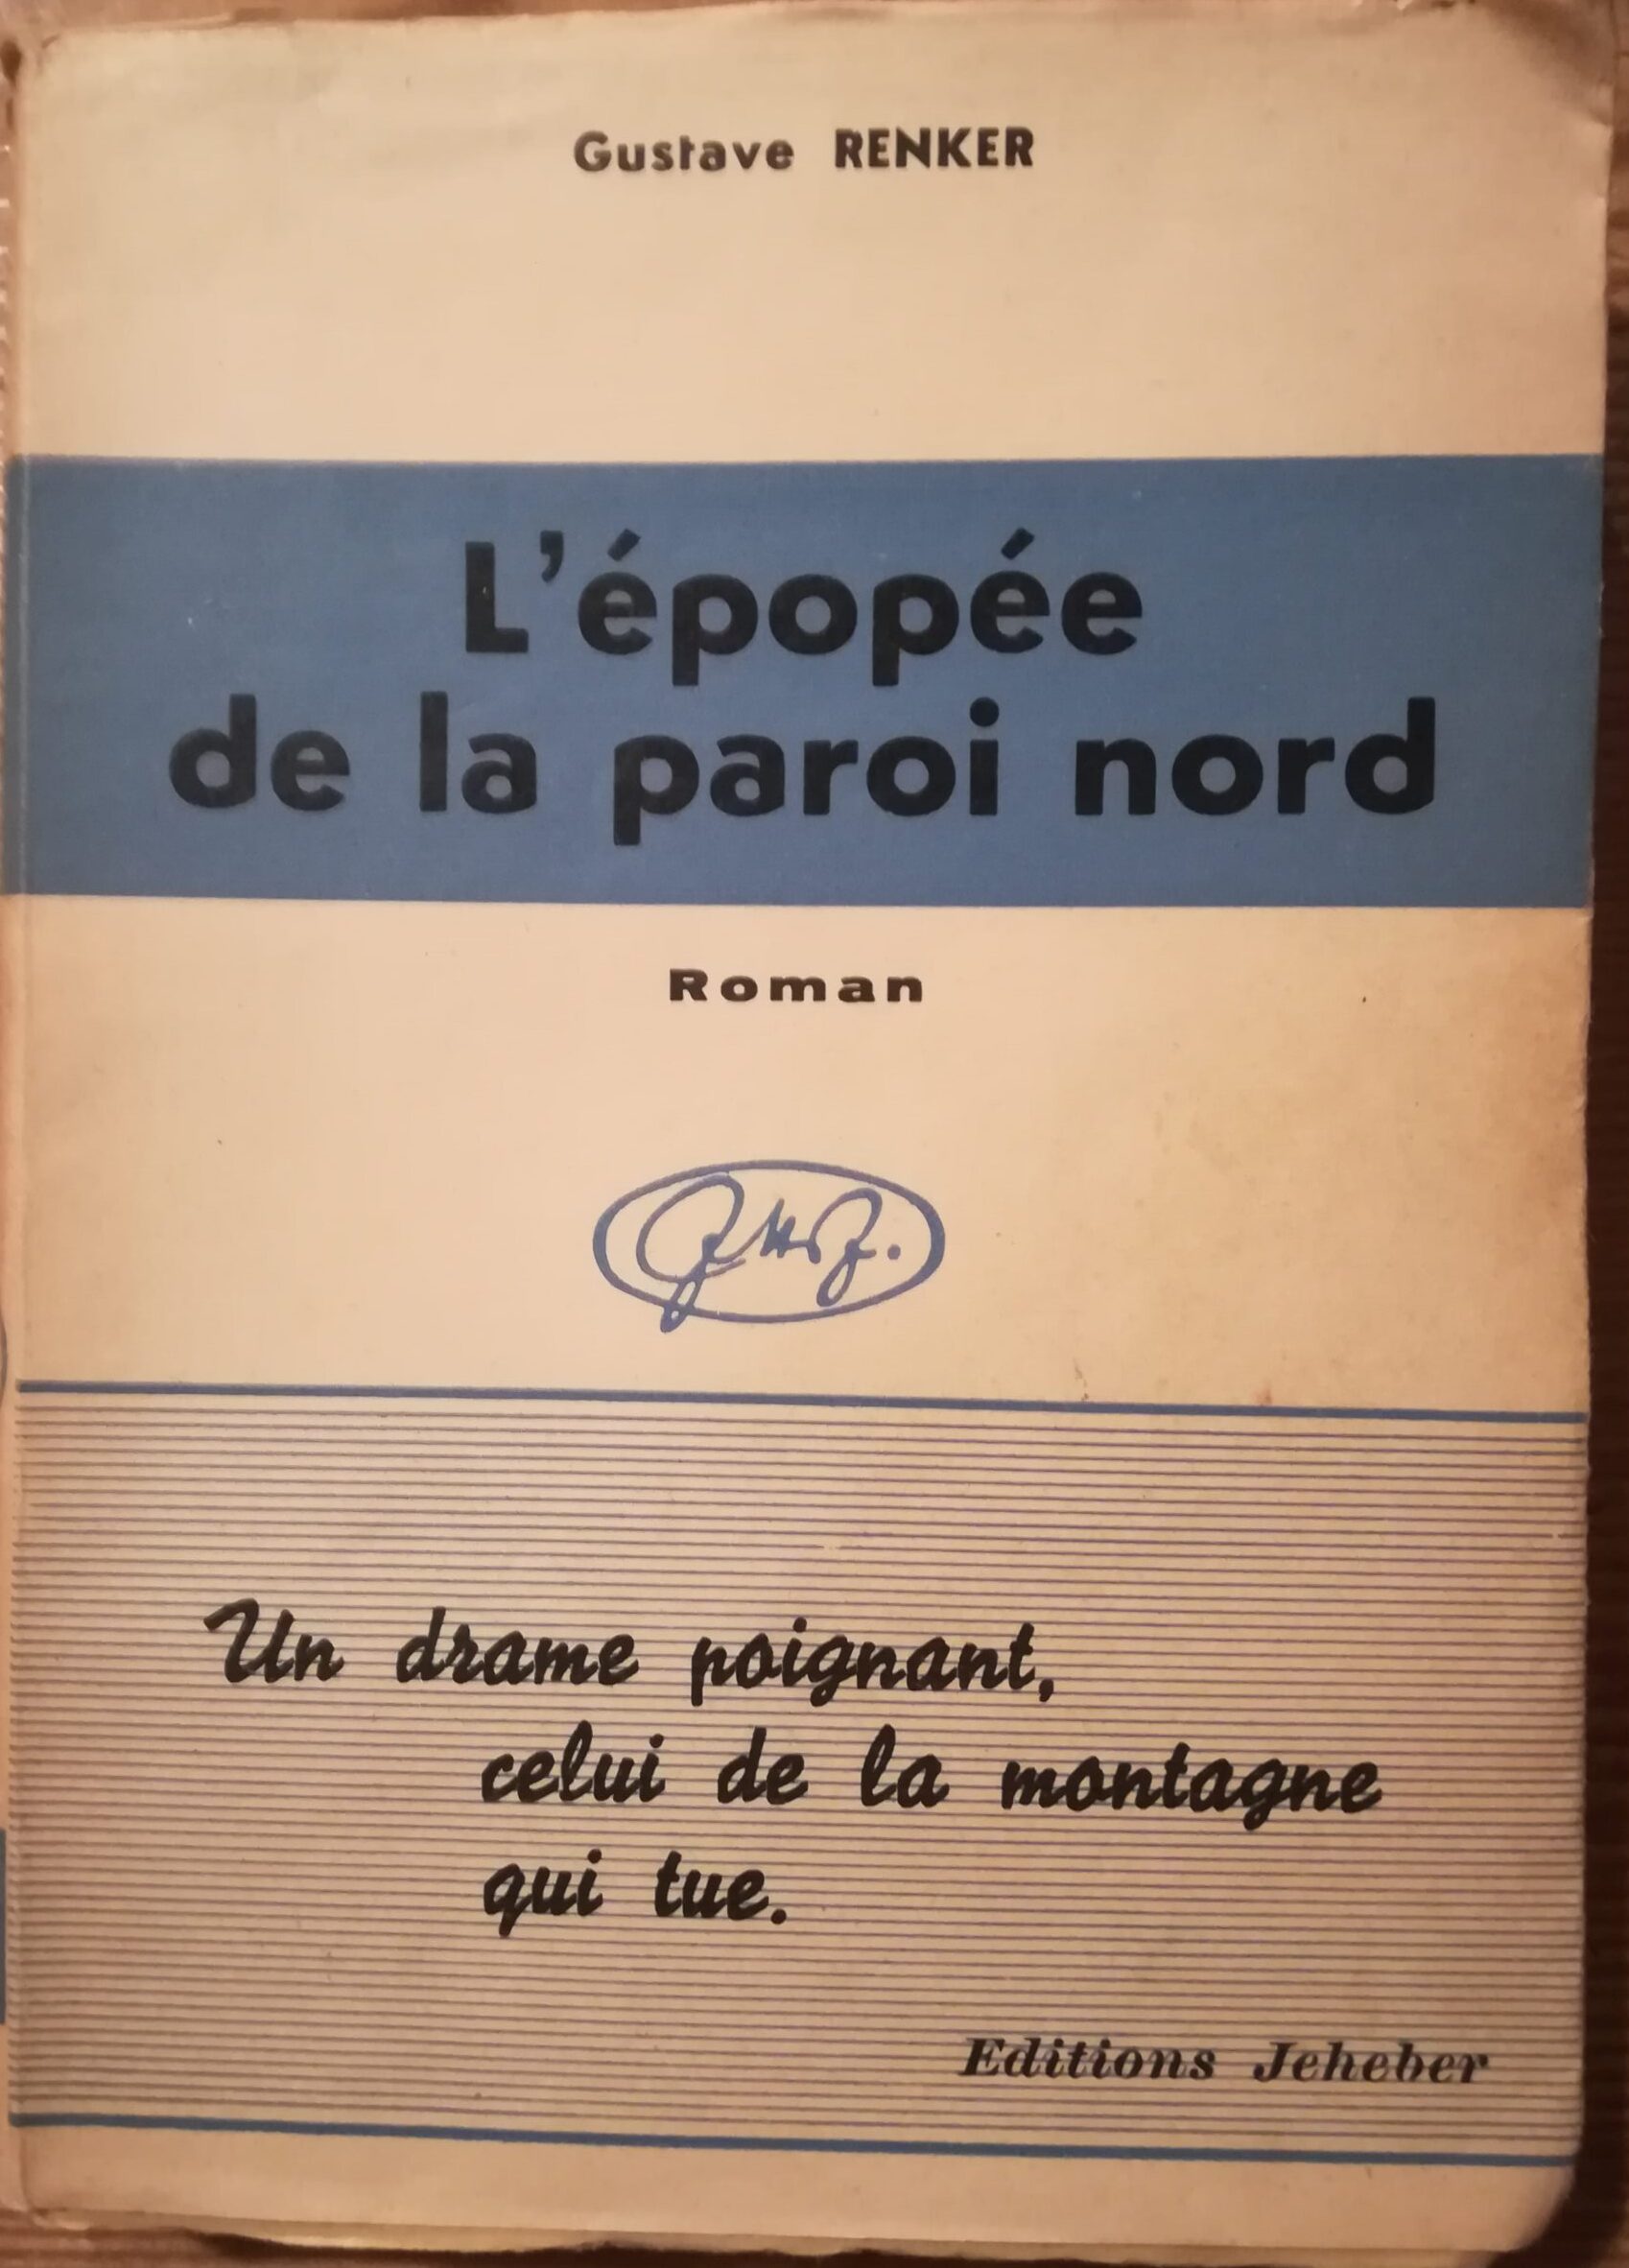 Gustave RENKER
L'épopée
de la paroi nord
Roman
Un drame poignant,
celui de la montagne
qui tue.
Editions Jeheber